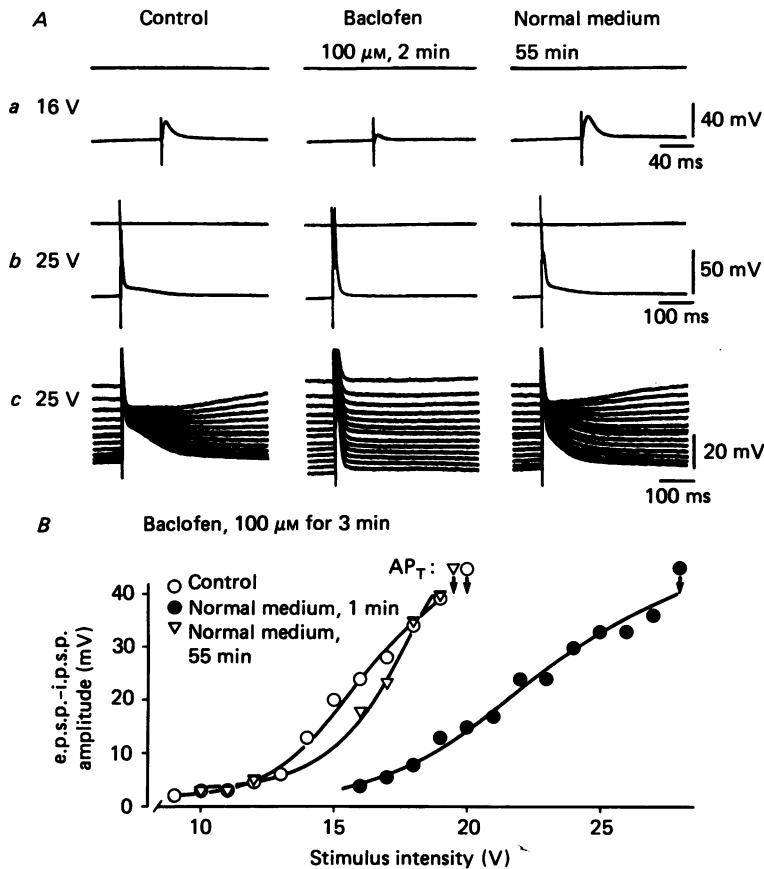 A
Control
Baclofen
100 μM, 2 min
Normal medium
55 min
a 16 V
40 mV
40 ms
b 25 V
50 mV
100 ms
c 25 V
20 mV
100 ms
B Baclofen, 100 μM for 3 min
AP_T :
Control
Normal medium, 1 min
Normal medium,
55 min
e.p.s.p.-i.p.s.p.
amplitude (mV)
40
30
20
10
0
10 15 20 25
Stimulus intensity (V)